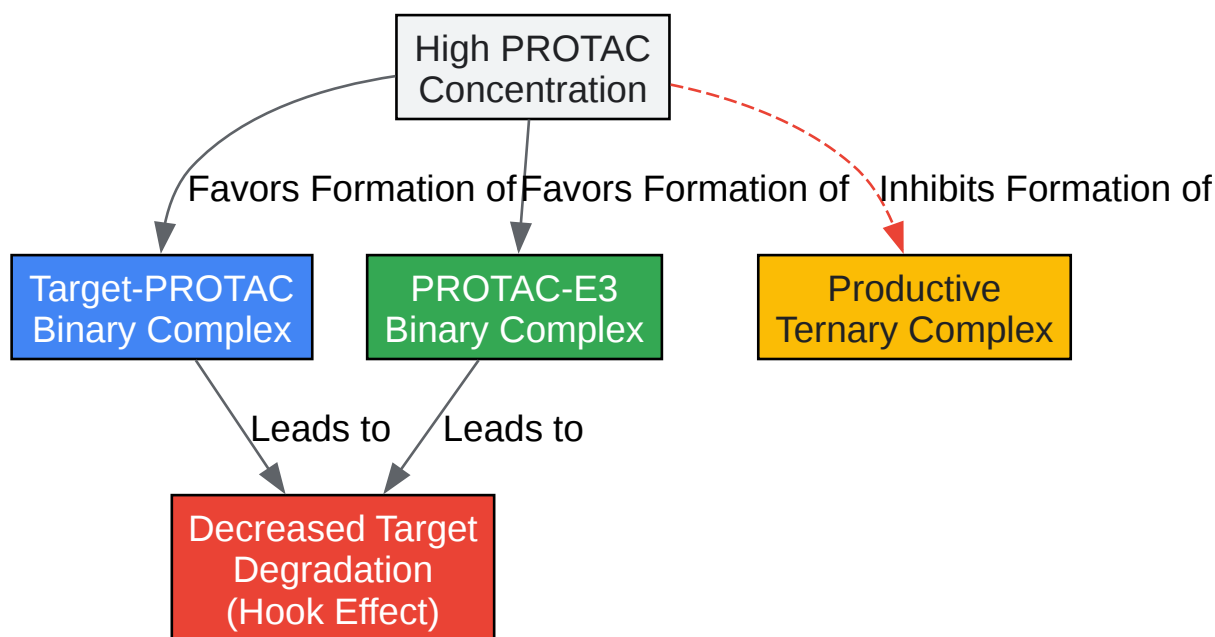 High PROTAC
Concentration
Favors Formation of
Favors Formation of
Inhibits Formation of
Target-PROTAC
Binary Complex
PROTAC-E3
Binary Complex
Productive
Ternary Complex
Leads to
Leads to
Decreased Target
Degradation
(Hook Effect)